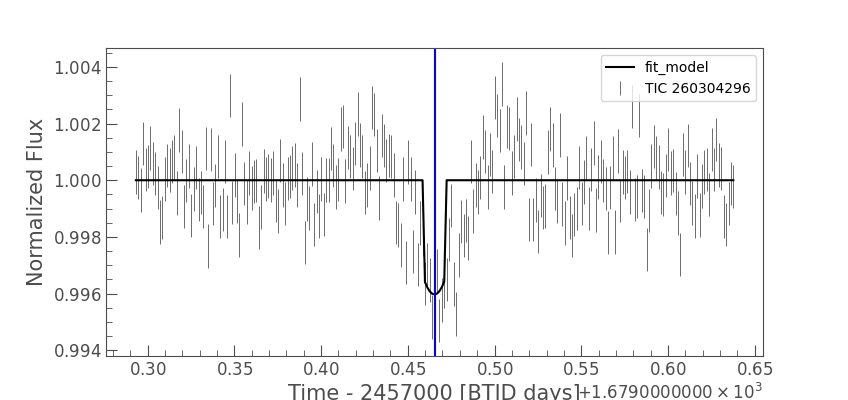 1.004
1.002
1.000
0.998
0.996
0.994
Normalized Flux
fit_model
TIC 260304296
0.30 0.35 0.40 0.45 0.50 0.55 0.60 0.65
Time - 2457000 [BTJD days]
+1.6790000000 × 10³